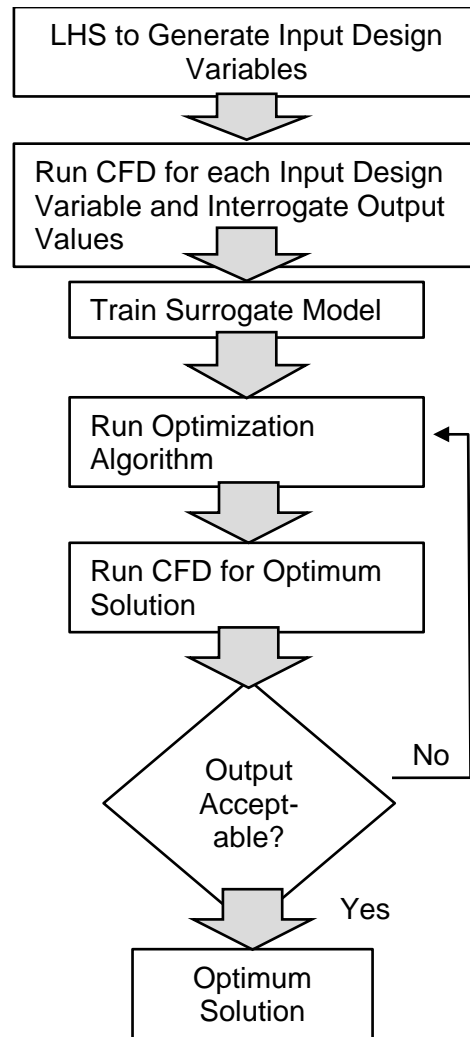 LHS to Generate Input Design
Variables
Run CFD for each Input Design
Variable and Interrogate Output
Values
Train Surrogate Model
Run Optimization
Algorithm
Run CFD for Optimum
Solution
Output
Accept-
able?
No
Yes
Optimum
Solution